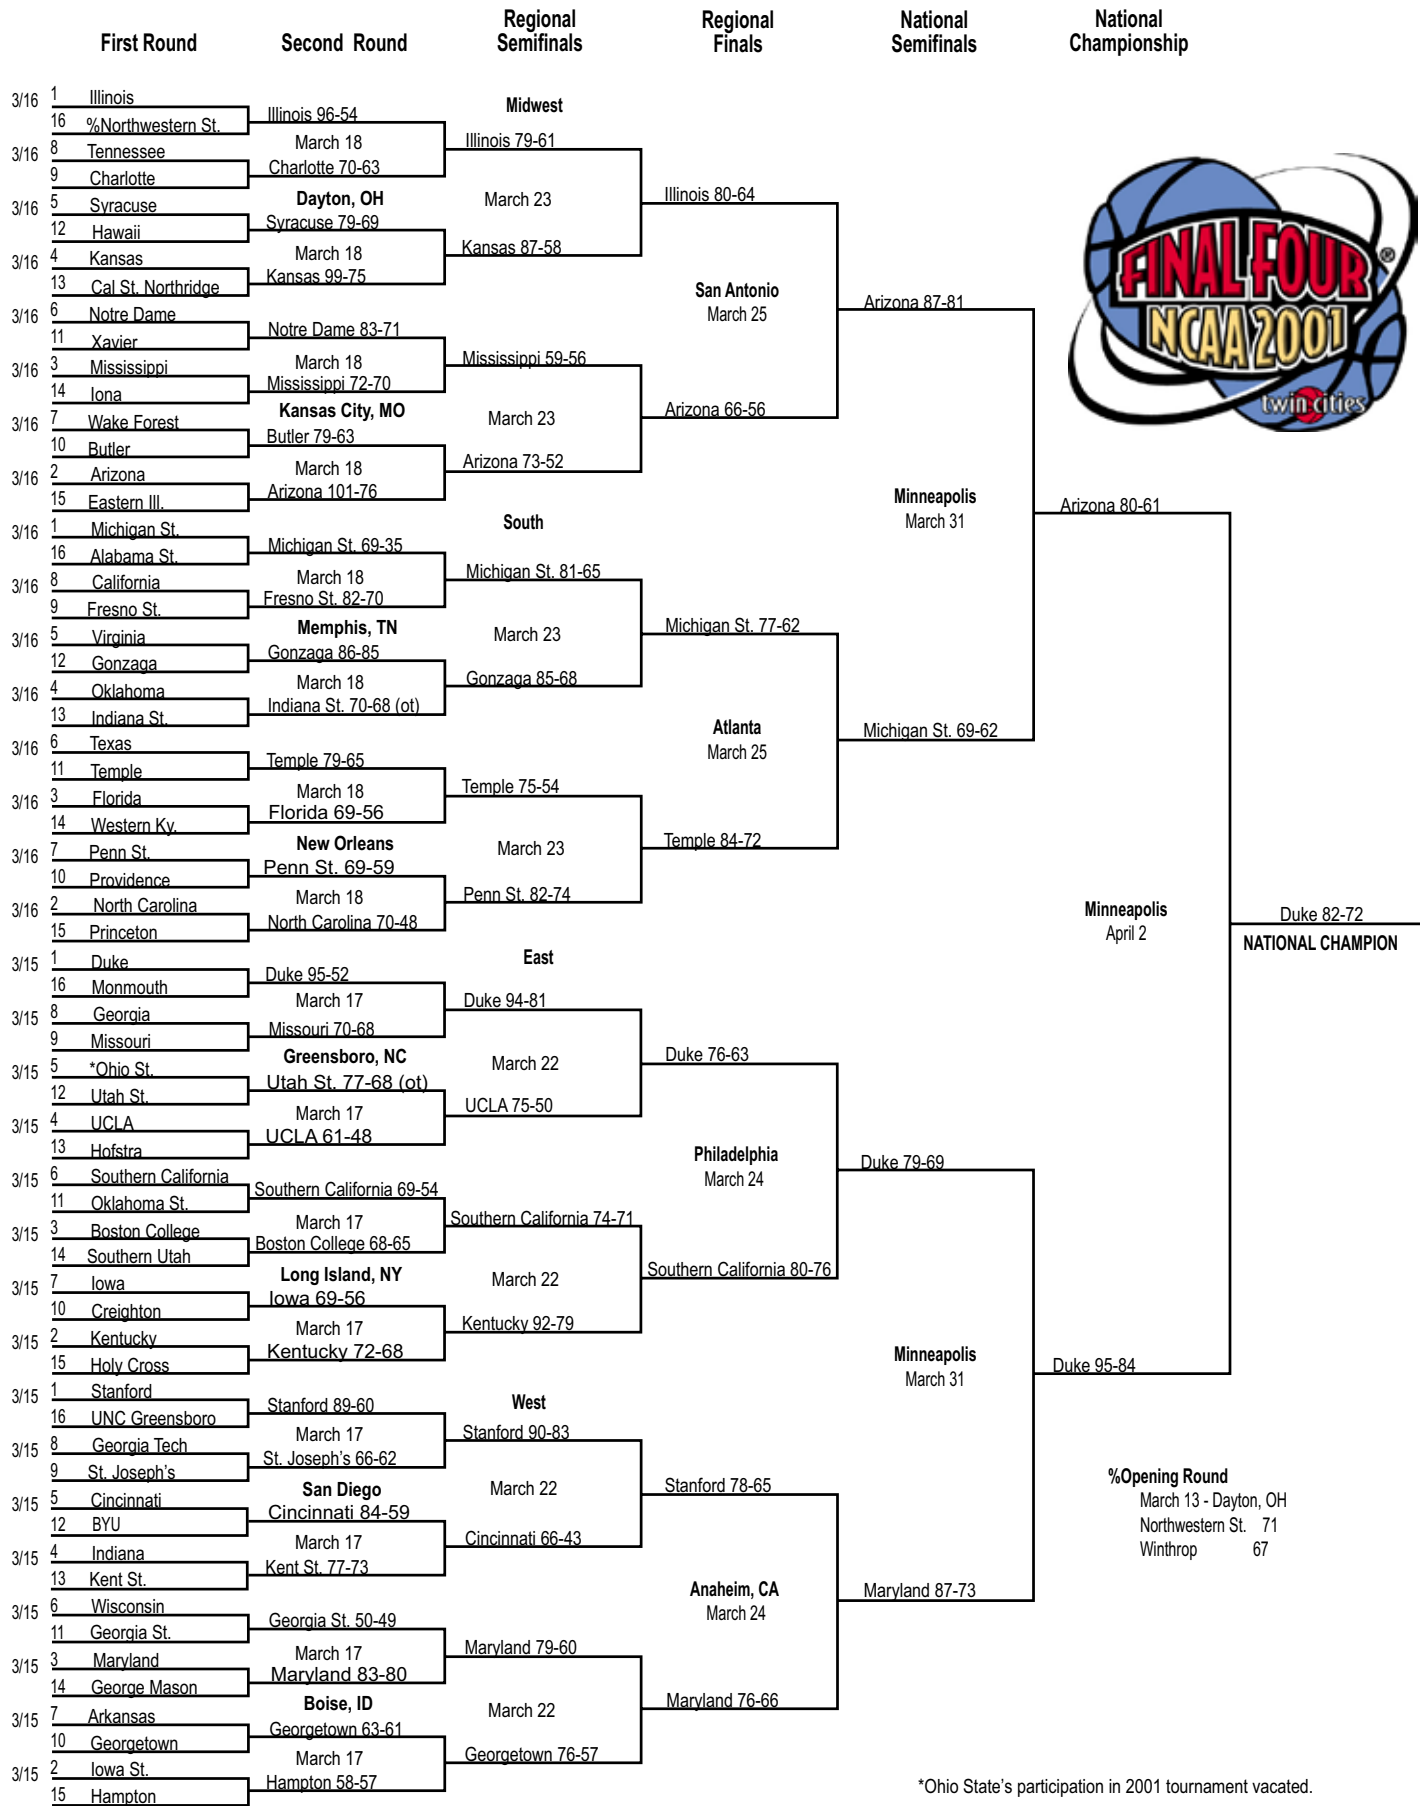 First Round
Second Round
Regional
Semifinals
Regional
Finals
National
Semifinals
National
Championship
3/16
1 Illinois
16 %Northwestern St.
3/16
8 Tennessee
9 Charlotte
3/16
5 Syracuse
12 Hawaii
3/16
4 Kansas
13 Cal St. Northridge
3/16
6 Notre Dame
11 Xavier
3/16
3 Mississippi
14 Iona
3/16
7 Wake Forest
10 Butler
3/16
2 Arizona
15 Eastern Ill.
3/16
1 Michigan St.
16 Alabama St.
3/16
8 California
9 Fresno St.
3/16
5 Virginia
12 Gonzaga
3/16
4 Oklahoma
13 Indiana St.
3/16
6 Texas
11 Temple
3/16
3 Florida
14 Western Ky.
3/16
7 Penn St.
10 Providence
3/16
2 North Carolina
15 Princeton
3/15
1 Duke
16 Monmouth
3/15
8 Georgia
9 Missouri
3/15
5 *Ohio St.
12 Utah St.
3/15
4 UCLA
13 Hofstra
3/15
6 Southern California
11 Oklahoma St.
3/15
3 Boston College
14 Southern Utah
3/15
7 Iowa
10 Creighton
3/15
2 Kentucky
15 Holy Cross
3/15
1 Stanford
16 UNC Greensboro
3/15
8 Georgia Tech
9 St. Joseph's
3/15
5 Cincinnati
12 BYU
3/15
4 Indiana
13 Kent St.
3/15
6 Wisconsin
11 Georgia St.
3/15
3 Maryland
14 George Mason
3/15
7 Arkansas
10 Georgetown
3/15
2 Iowa St.
15 Hampton
Illinois 96-54
March 18
Charlotte 70-63
Dayton, OH
Syracuse 79-69
March 18
Kansas 99-75
Notre Dame 83-71
March 18
Mississippi 72-70
Kansas City, MO
Butler 79-63
March 18
Arizona 101-76
Michigan St. 69-35
March 18
Fresno St. 82-70
Memphis, TN
Gonzaga 86-85
March 18
Indiana St. 70-68 (ot)
Temple 79-65
March 18
Florida 69-56
New Orleans
Penn St. 69-59
March 18
North Carolina 70-48
Duke 95-52
March 17
Missouri 70-68
Greensboro, NC
Utah St. 77-68 (ot)
March 17
UCLA 61-48
Southern California 69-54
March 17
Boston College 68-65
Long Island, NY
Iowa 69-56
March 17
Kentucky 72-68
Stanford 89-60
March 17
St. Joseph's 66-62
San Diego
Cincinnati 84-59
March 17
Kent St. 77-73
Georgia St. 50-49
March 17
Maryland 83-80
Boise, ID
Georgetown 63-61
March 17
Hampton 58-57
Midwest
Illinois 79-61
March 23
Kansas 87-58
Mississippi 59-56
March 23
Arizona 73-52
South
Michigan St. 81-65
March 23
Gonzaga 85-68
Temple 75-54
March 23
Penn St. 82-74
East
Duke 94-81
March 22
UCLA 75-50
Southern California 74-71
March 22
Kentucky 92-79
West
Stanford 90-83
March 22
Cincinnati 66-43
Maryland 79-60
March 22
Georgetown 76-57
Illinois 80-64
San Antonio
March 25
Arizona 66-56
Michigan St. 77-62
Atlanta
March 25
Temple 84-72
Duke 76-63
Philadelphia
March 24
Southern California 80-76
Stanford 78-65
Anaheim, CA
March 24
Maryland 76-66
Arizona 87-81
Minneapolis
March 31
Michigan St. 69-62
Duke 79-69
Minneapolis
March 31
Maryland 87-73
Arizona 80-61
Minneapolis
April 2
Duke 95-84
Duke 82-72
NATIONAL CHAMPION
FINAL FOUR®
NCAA 2001
twin cities
%Opening Round
March 13 - Dayton, OH
Northwestern St. 71
Winthrop 67
*Ohio State's participation in 2001 tournament vacated.